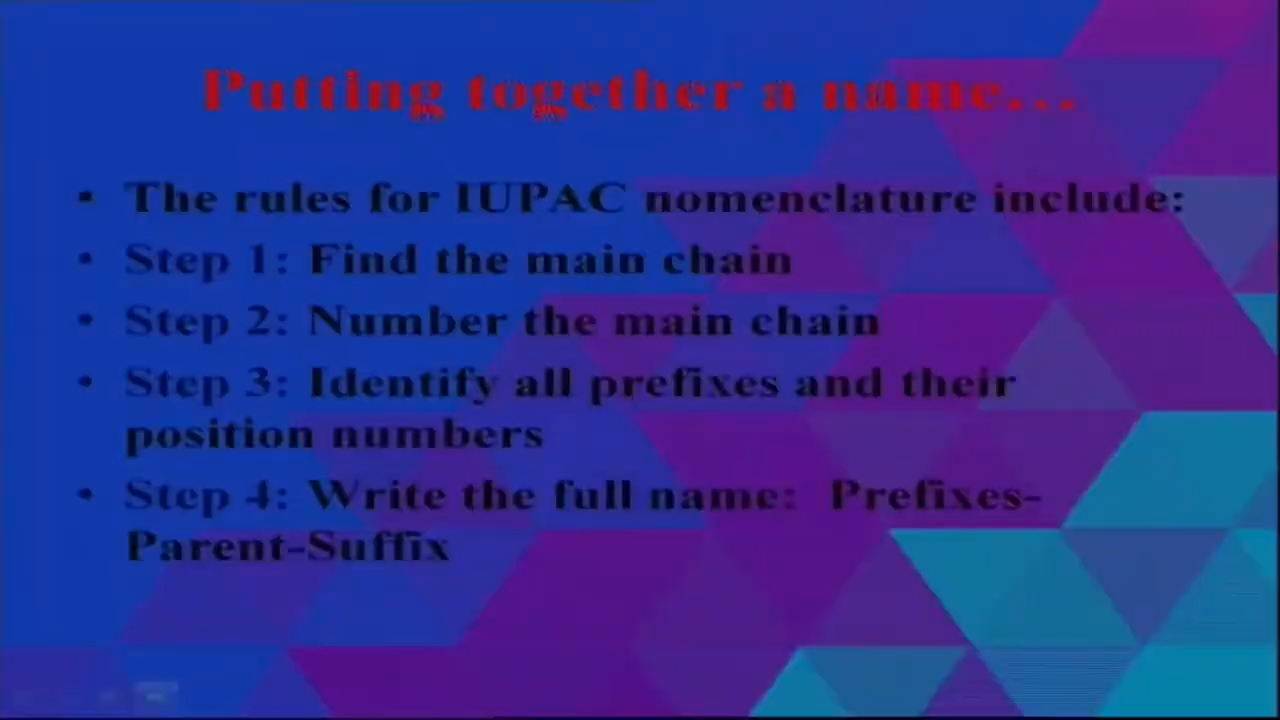 Putting together a name...
• The rules for IUPAC nomenclature include:
• Step 1: Find the main chain
• Step 2: Number the main chain
• Step 3: Identify all prefixes and their
position numbers
• Step 4: Write the full name: Prefixes-
Parent-Suffix